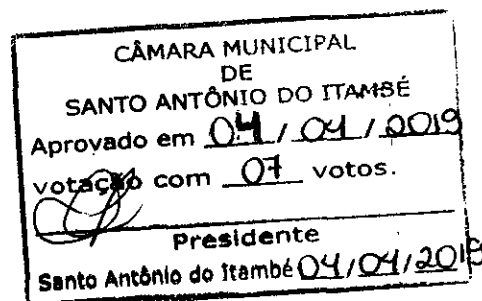 CÂMARA MUNICIPAL
DE
SANTO ANTÔNIO DO ITAMBÉ
Aprovado em 04 / 04 / 2019
votação com 07 votos.
Presidente
Santo Antônio do Itambé 04/04/2019